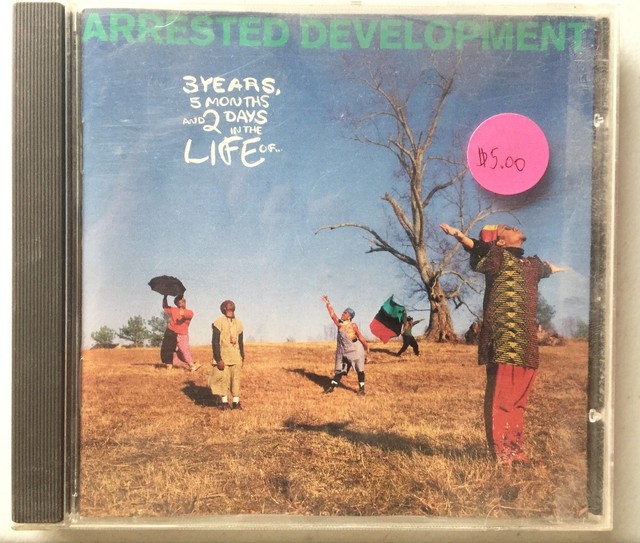 ARRESTED DEVELOPMENT
3 YEARS,
5 MONTHS
AND 2 DAYS
IN THE
LIFE OF..
$5.00